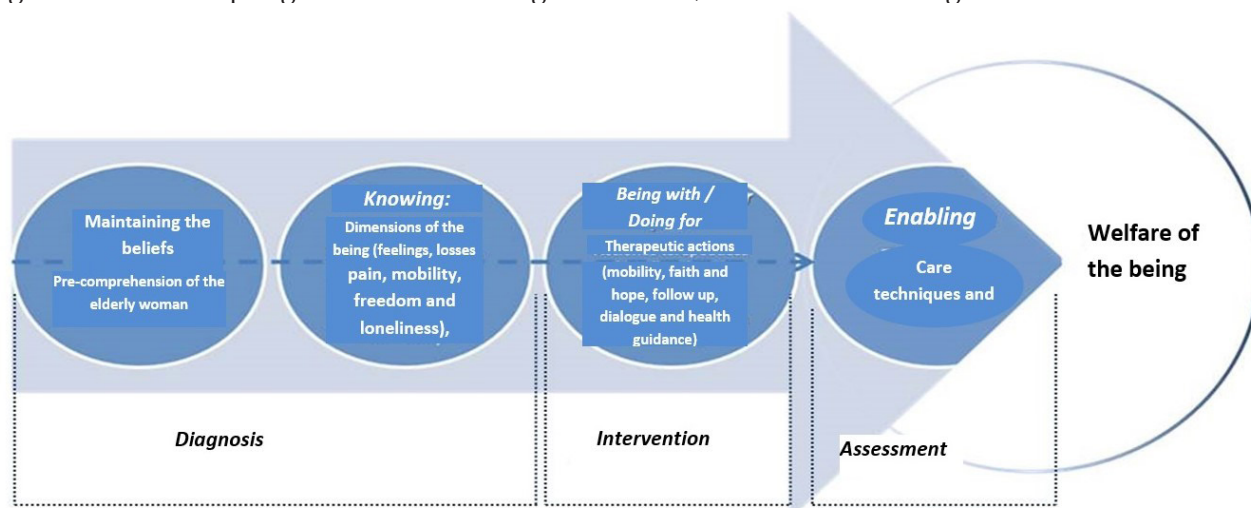 Maintaining the
beliefs
Pre-comprehension of the
elderly woman
Knowing:
Dimensions of the
being (feelings, losses
pain, mobility,
freedom and
loneliness),
Being with /
Doing for
Therapeutic actions
(mobility, faith and
hope, follow up,
dialogue and health
guidance)
Enabling
Care
techniques and
Welfare of
the being
Diagnosis
Intervention
Assessment